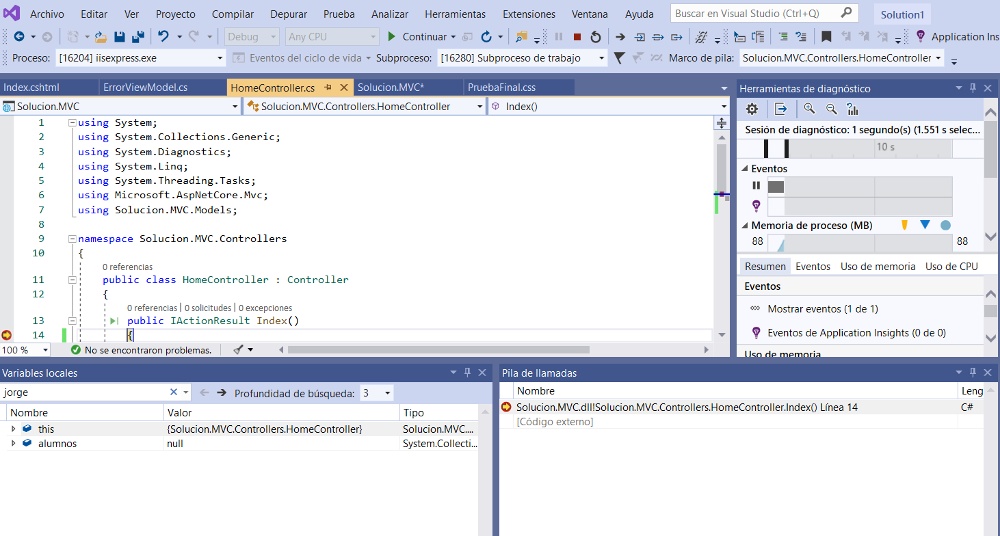 Archivo Editar Ver Proyecto Compilar Depurar Prueba Analizar Herramientas Extensiones Ventana Ayuda Buscar en Visual Studio (Ctrl+Q) Solution1
Debug Any CPU Continuar Application Ins
Proceso: [16204] iisexpress.exe Eventos del ciclo de vida Subproceso: [16280] Subproceso de trabajo Marco de pila: Solucion.MVC.Controllers.HomeController
Index.cshtml ErrorViewModel.cs HomeController.cs Solucion.MVC* PruebaFinal.css
Solucion.MVC Solucion.MVC.Controllers.HomeController Index()
1 using System;
2 using System.Collections.Generic;
3 using System.Diagnostics;
4 using System.Linq;
5 using System.Threading.Tasks;
6 using Microsoft.AspNetCore.Mvc;
7 using Solucion.MVC.Models;
8
9 namespace Solucion.MVC.Controllers
10 {
0 referencias
11 public class HomeController : Controller
12 {
0 referencias | 0 solicitudes | 0 excepciones
13 public IActionResult Index()
14 {
100 % No se encontraron problemas.
Herramientas de diagnóstico
Sesión de diagnóstico: 1 segundo(s) (1.551 s selec...
10 s
Eventos
Memoria de proceso (MB)
88 88
Resumen Eventos Uso de memoria Uso de CPU
Eventos
Mostrar eventos (1 de 1)
Eventos de Application Insights (0 de 0)
Uso de memoria
Variables locales
jorge Profundidad de búsqueda: 3
Nombre Valor Tipo
this {Solucion.MVC.Controllers.HomeController} Solucion.MVC....
alumnos null System.Collecti...
Pila de llamadas
Nombre Leng
Solucion.MVC.dll!Solucion.MVC.Controllers.HomeController.Index() Línea 14 C#
[Código externo]